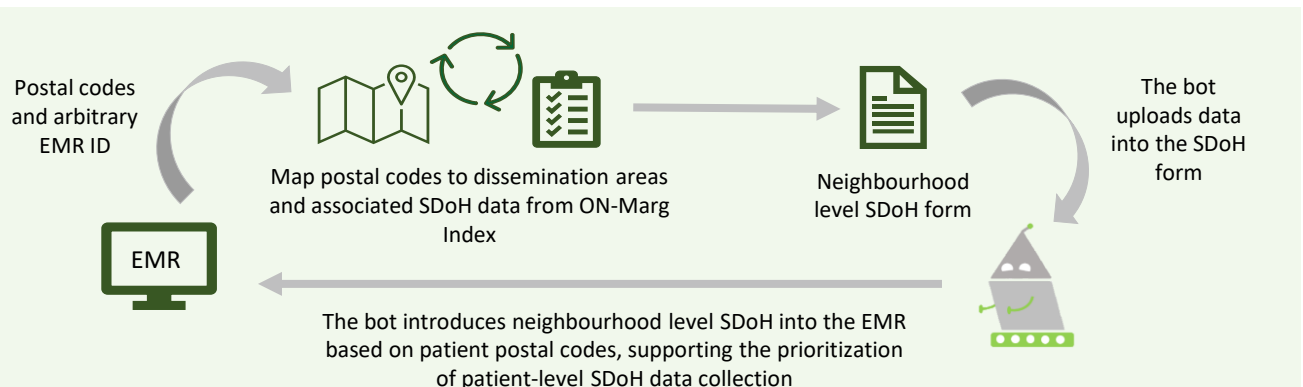 Postal codes
and arbitrary
EMR ID
Map postal codes to dissemination areas
and associated SDoH data from ON-Marg
Index
Neighbourhood
level SDoH form
The bot
uploads data
into the SDoH
form
EMR
The bot introduces neighbourhood level SDoH into the EMR
based on patient postal codes, supporting the prioritization
of patient-level SDoH data collection